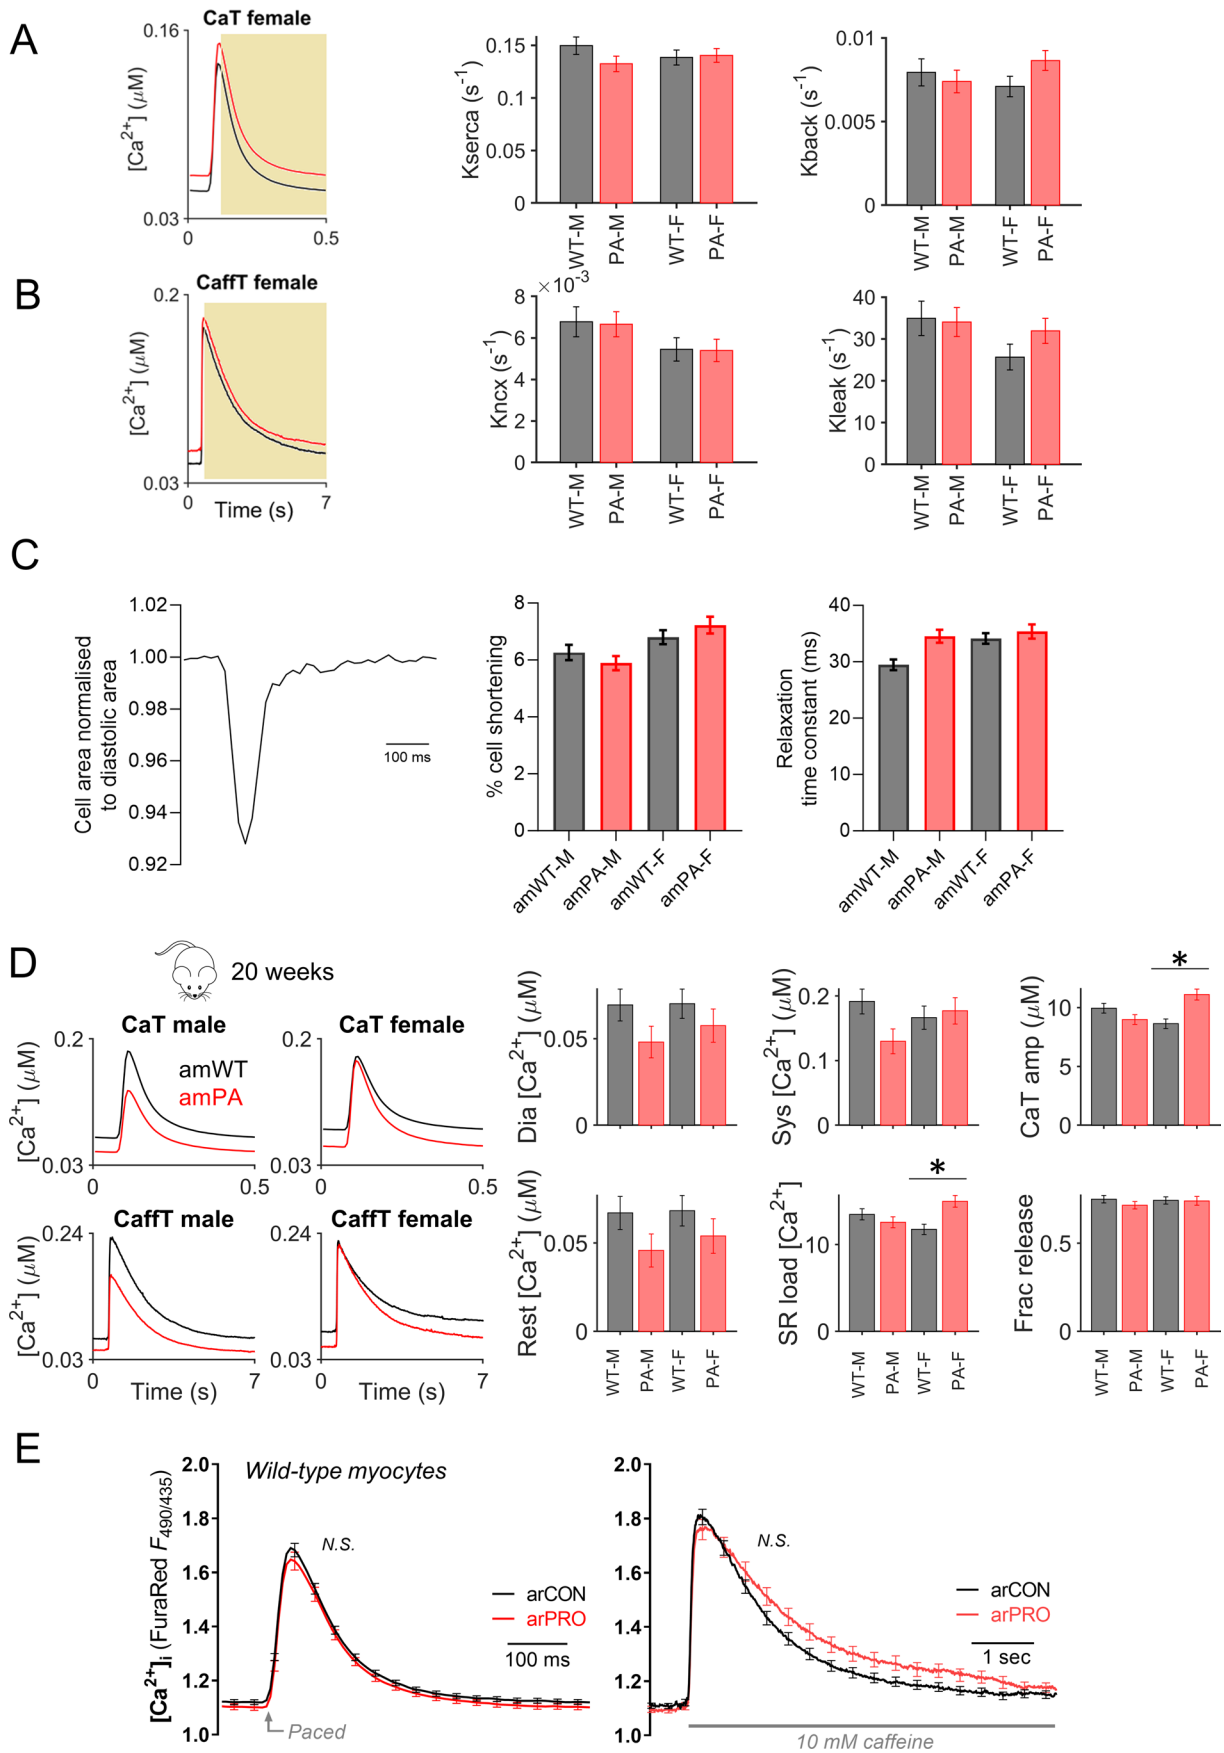 A
CaT female
0.16
[Ca2+] (μM)
0.03
0
0.5
0.15
0.1
0.05
0
Kserca (s-1)
WT-M
PA-M
WT-F
PA-F
0.01
0.005
0
Kback (s-1)
WT-M
PA-M
WT-F
PA-F
B
CaffT female
0.2
[Ca2+] (μM)
0.03
0
7
Time (s)
×10-3
8
6
4
2
0
Kncx (s-1)
WT-M
PA-M
WT-F
PA-F
40
30
20
10
0
Kleak (s-1)
WT-M
PA-M
WT-F
PA-F
C
1.02
1.00
0.98
0.96
0.94
0.92
Cell area normalised
to diastolic area
100 ms
8
6
4
2
0
% cell shortening
amWT-M
amPA-M
amWT-F
amPA-F
40
30
20
10
0
Relaxation
time constant (ms)
amWT-M
amPA-M
amWT-F
amPA-F
D
20 weeks
CaT male
0.2
[Ca2+] (μM)
amWT
amPA
0.03
0
0.5
CaT female
0.2
0.03
0
0.5
CaffT male
0.24
[Ca2+] (μM)
0.03
0
7
Time (s)
CaffT female
0.24
0.03
0
7
Time (s)
Dia [Ca2+] (μM)
0.05
0
Sys [Ca2+] (μM)
0.2
0.1
0
CaT amp (μM)
10
5
0
*
Rest [Ca2+] (μM)
0.05
0
WT-M
PA-M
WT-F
PA-F
SR load [Ca2+]
10
0
*
WT-M
PA-M
WT-F
PA-F
Frac release
0.5
0
WT-M
PA-M
WT-F
PA-F
E
[Ca2+]i (FuraRed F490/435)
2.0
1.8
1.6
1.4
1.2
1.0
Wild-type myocytes
N.S.
arCON
arPRO
100 ms
Paced
2.0
1.8
1.6
1.4
1.2
1.0
N.S.
arCON
arPRO
1 sec
10 mM caffeine